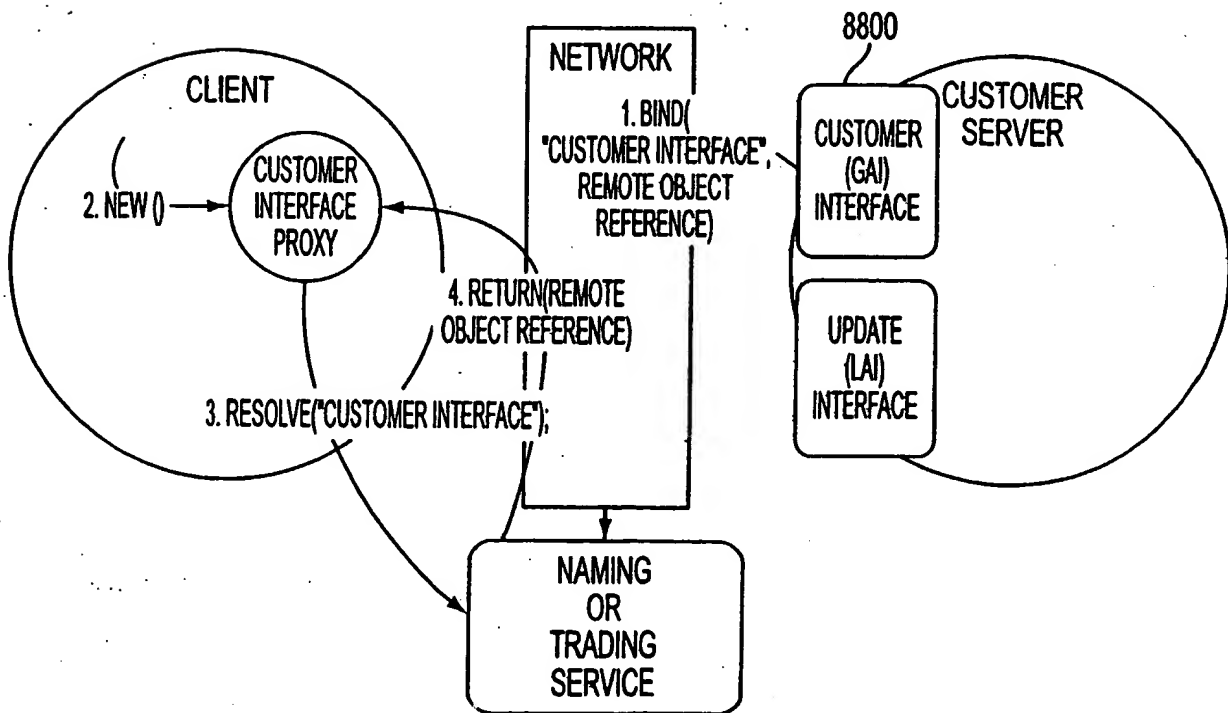 8800
NETWORK
CLIENT
CUSTOMER
SERVER
1. BIND(
"CUSTOMER INTERFACE",
REMOTE OBJECT
REFERENCE)
CUSTOMER
(GAI)
INTERFACE
2. NEW ()
CUSTOMER
INTERFACE
PROXY
4. RETURN(REMOTE
OBJECT REFERENCE)
UPDATE
(LAI)
INTERFACE
3. RESOLVE("CUSTOMER INTERFACE");
NAMING
OR
TRADING
SERVICE